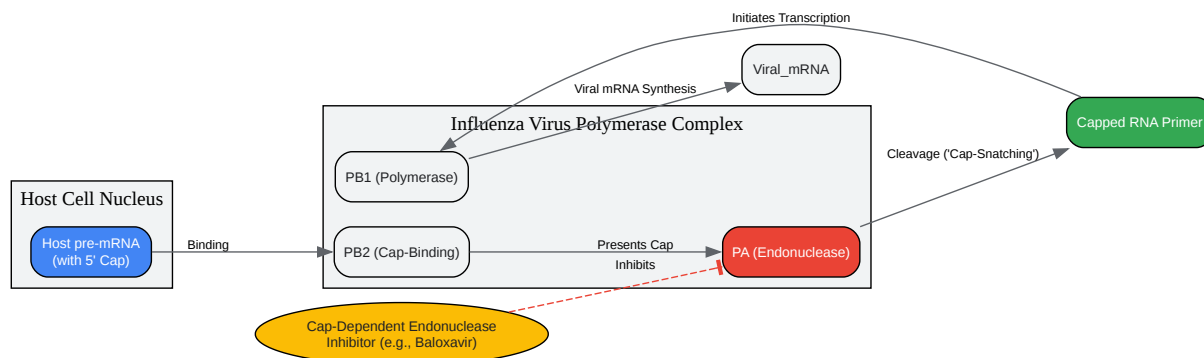 Initiates Transcription
Viral_mRNA
Viral mRNA Synthesis
Capped RNA Primer
Influenza Virus Polymerase Complex
Cleavage ('Cap-Snatching')
PB1 (Polymerase)
Host Cell Nucleus
Host pre-mRNA
(with 5' Cap)
Binding
PB2 (Cap-Binding)
Presents Cap
PA (Endonuclease)
Inhibits
Cap-Dependent Endonuclease
Inhibitor (e.g., Baloxavir)